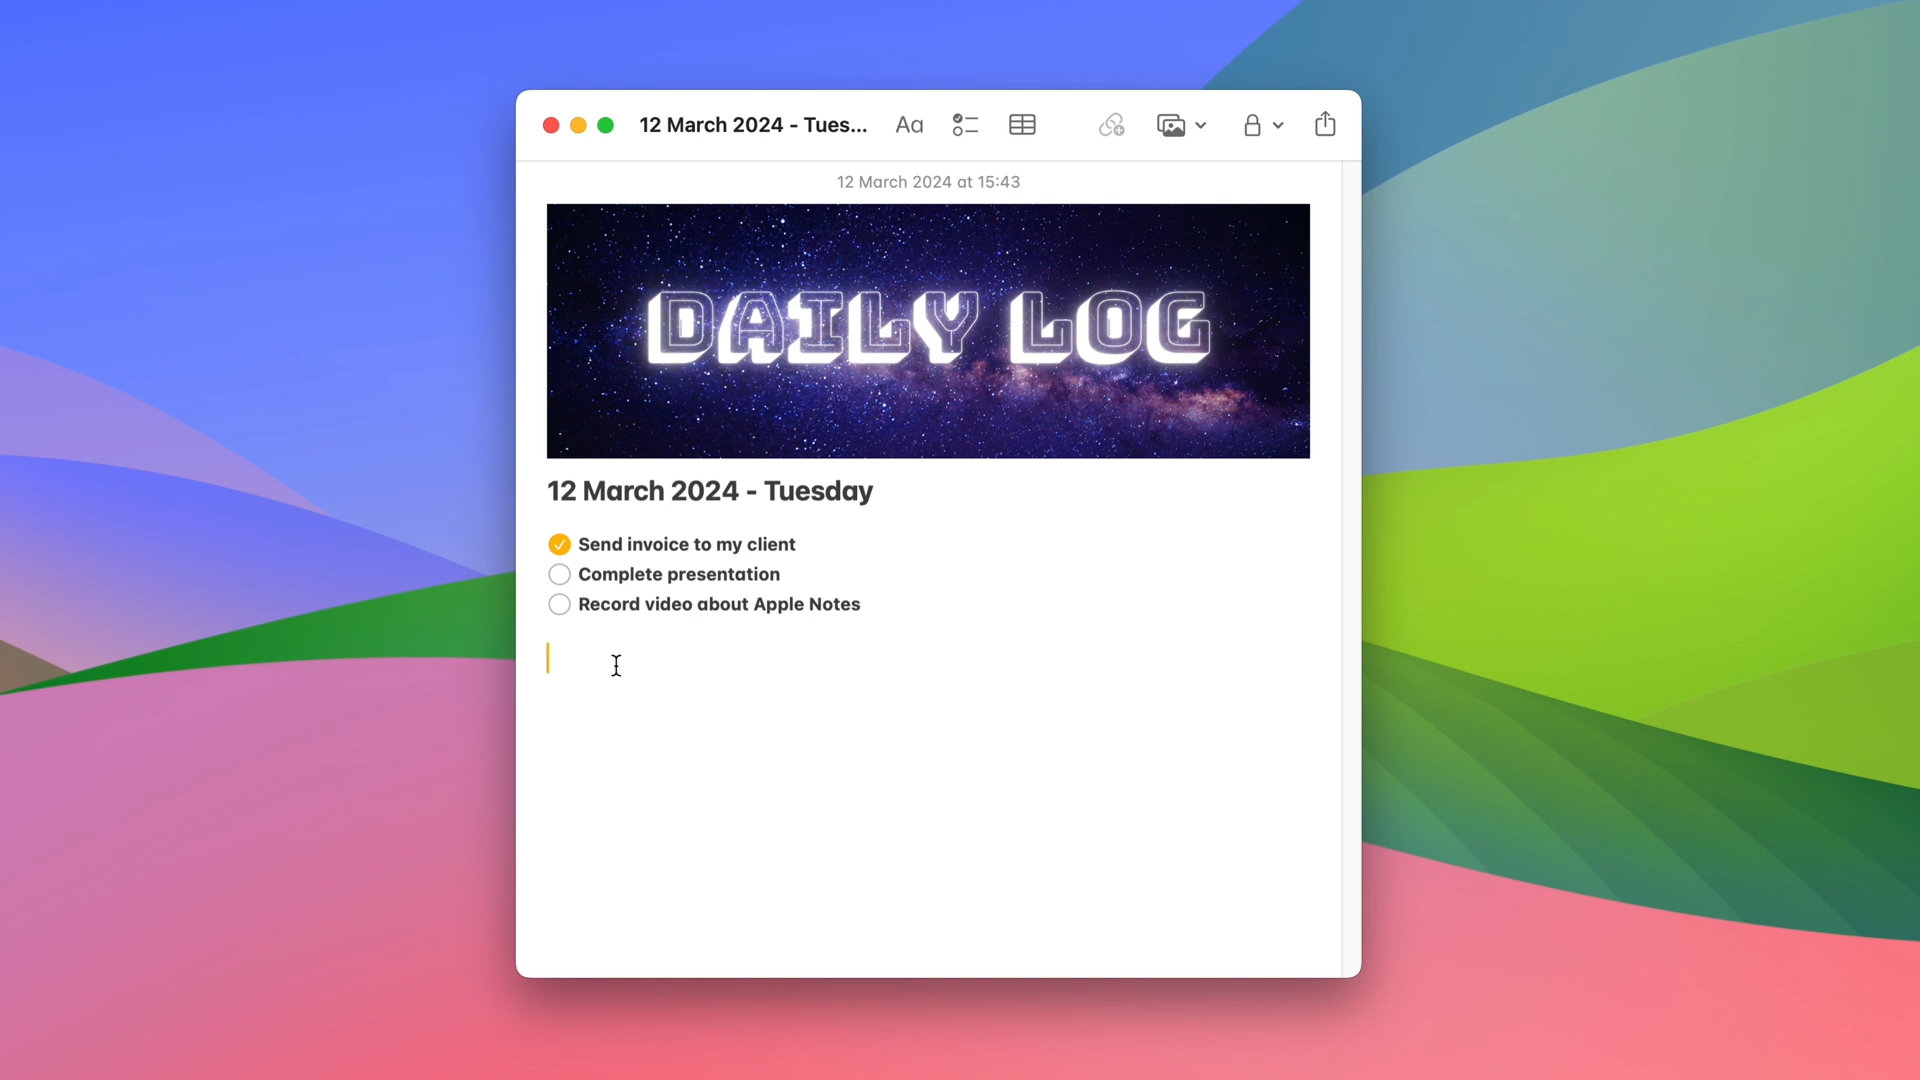 12 March 2024 - Tues...
Aa
12 March 2024 at 15:43
DAILY LOG
12 March 2024 - Tuesday
Send invoice to my client
Complete presentation
Record video about Apple Notes